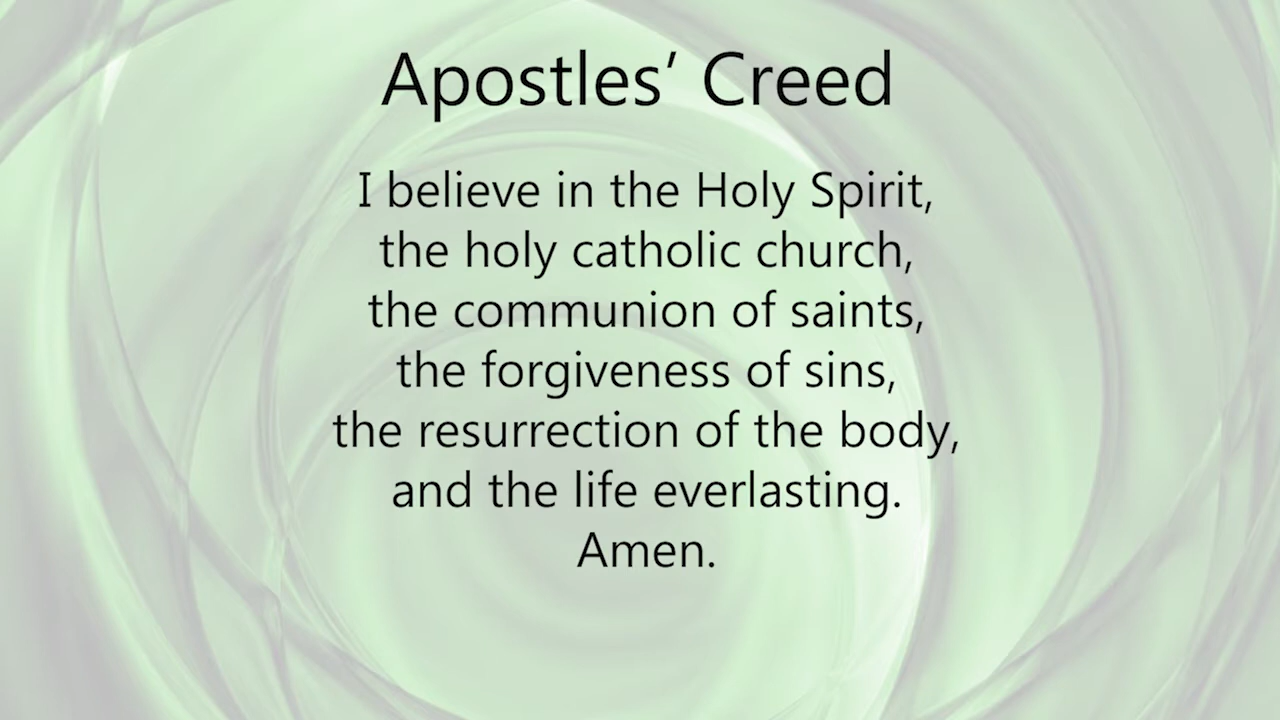 Apostles’ Creed
I believe in the Holy Spirit,
the holy catholic church,
the communion of saints,
the forgiveness of sins,
the resurrection of the body,
and the life everlasting.
Amen.